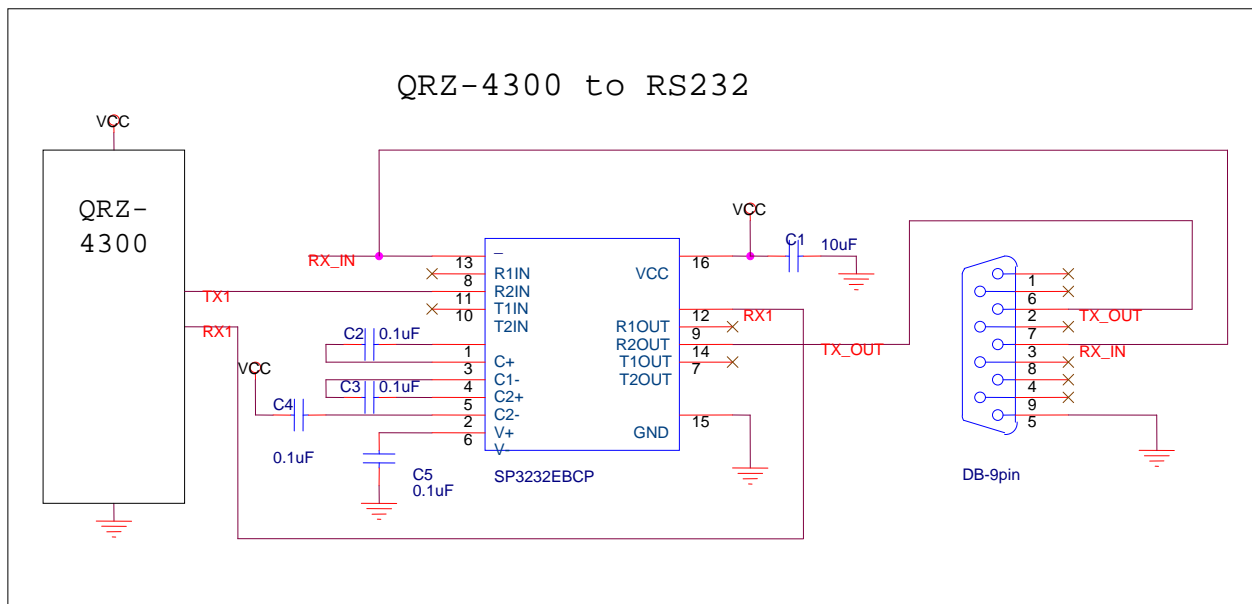 QRZ-4300 to RS232
VCC
QRZ-
4300
TX1
RX1
RX_IN
13
8
11
10
1
3
4
5
2
6
–
R1IN
R2IN
T1IN
T2IN
C+
C1-
C2+
C2-
V+
V-
VCC
R1OUT
R2OUT
T1OUT
T2OUT
GND
16
12
9
14
7
15
SP3232EBCP
C2 0.1uF
C3 0.1uF
VCC
C4
0.1uF
C5
0.1uF
VCC
C1 10uF
RX1
TX_OUT
1
6
2
7
3
8
4
9
5
TX_OUT
RX_IN
DB-9pin